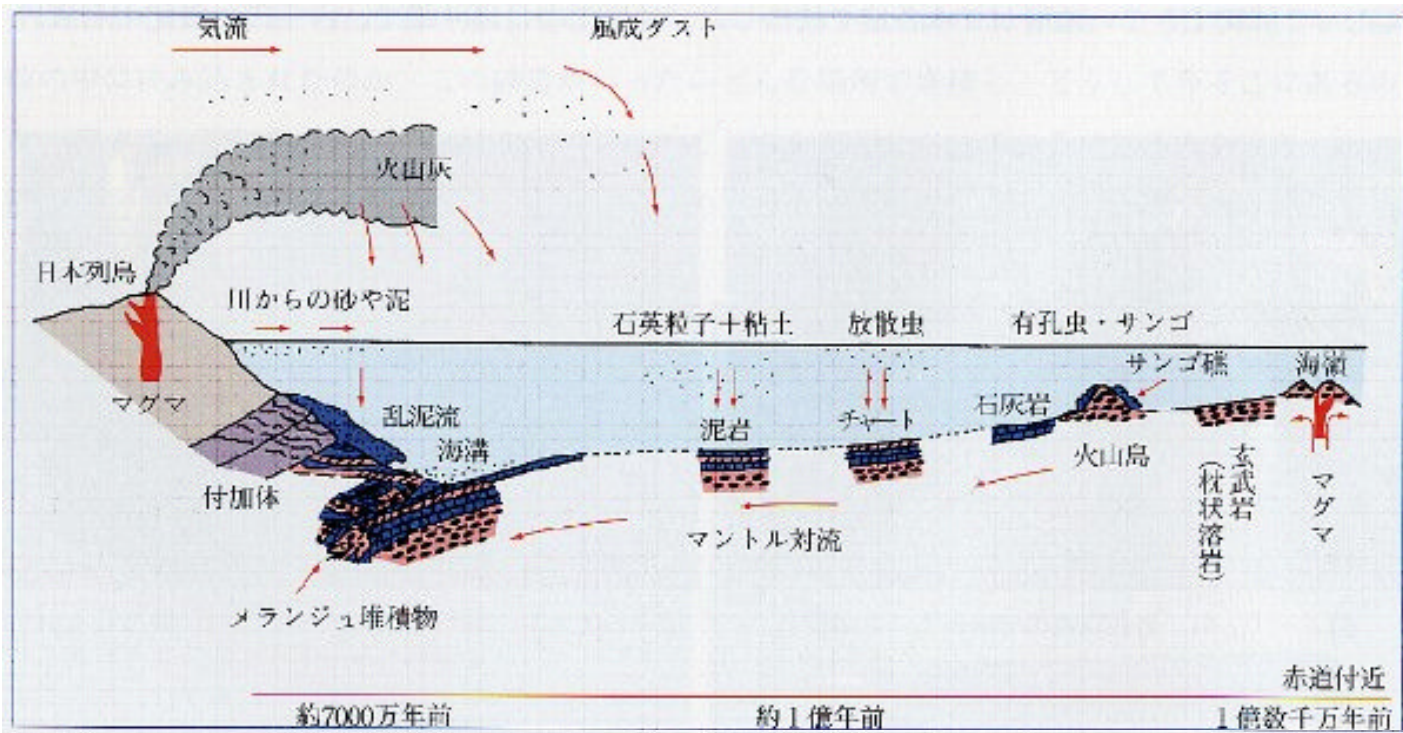 気流
風成ダスト
火山灰
日本列島
川からの砂や泥
石英粒子+粘土
放散虫
有孔虫・サンゴ
サンゴ礁
海嶺
マグマ
乱泥流
海溝
泥岩
チャート
石灰岩
火山島
玄武岩
(枕状溶岩)
マグマ
付加体
マントル対流
メランジュ堆積物
赤道付近
約7000万年前
約1億年前
1億数千万年前